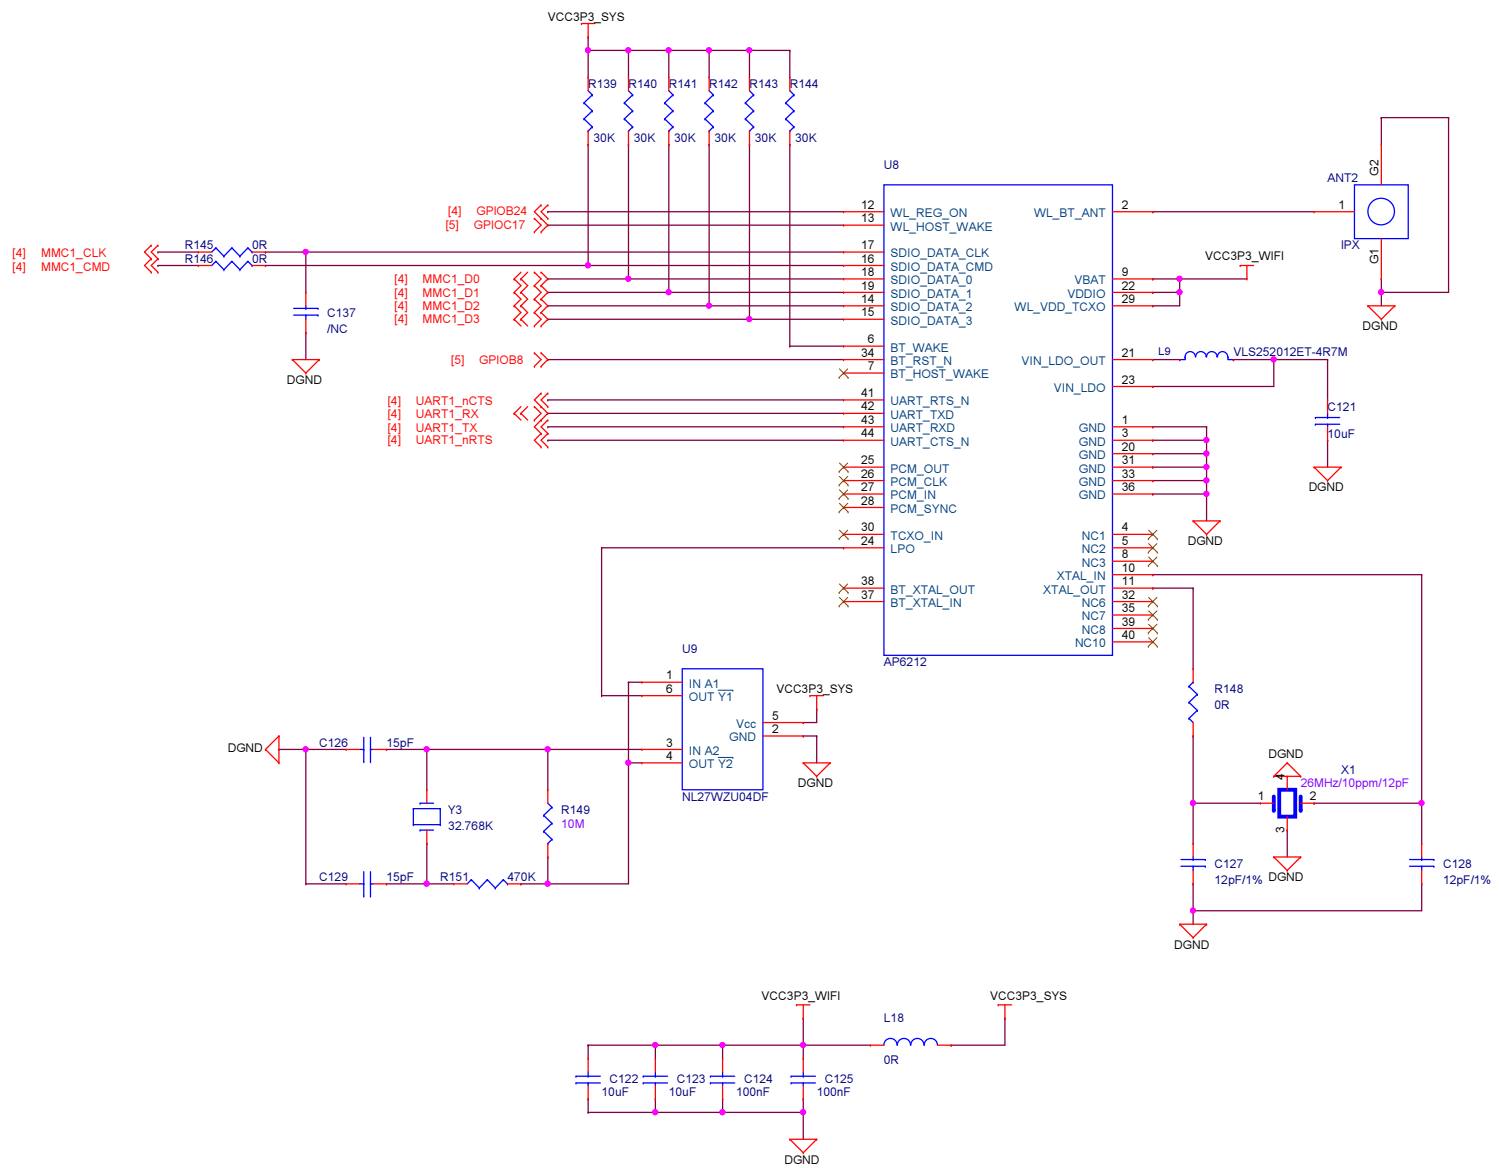 VCC3P3_SYS
R139 R140 R141 R142 R143 R144
30K 30K 30K 30K 30K 30K
U8
AP6212
[4] GPIOB24
[5] GPIOC17
[4] MMC1_CLK R145 0R
[4] MMC1_CMD R146 0R
[4] MMC1_D0
[4] MMC1_D1
[4] MMC1_D2
[4] MMC1_D3
C137
/NC
DGND
[5] GPIOB8
[4] UART1_nCTS
[4] UART1_RX
[4] UART1_TX
[4] UART1_nRTS
12 WL_REG_ON
13 WL_HOST_WAKE
17 SDIO_DATA_CLK
16 SDIO_DATA_CMD
18 SDIO_DATA_0
19 SDIO_DATA_1
14 SDIO_DATA_2
15 SDIO_DATA_3
6 BT_WAKE
34 BT_RST_N
7 BT_HOST_WAKE
41 UART_RTS_N
42 UART_TXD
43 UART_RXD
44 UART_CTS_N
25 PCM_OUT
26 PCM_CLK
27 PCM_IN
28 PCM_SYNC
30 TCXO_IN
24 LPO
38 BT_XTAL_OUT
37 BT_XTAL_IN
WL_BT_ANT 2
VBAT 9
VDDIO 22
WL_VDD_TCXO 29
VIN_LDO_OUT 21
VIN_LDO 23
GND 1
GND 3
GND 20
GND 31
GND 33
GND 36
NC1 4
NC2 5
NC3 8
XTAL_IN 10
XTAL_OUT 11
NC6 32
NC7 35
NC8 39
NC10 40
ANT2
1
IPX
G2
G1
DGND
VCC3P3_WIFI
L9 VLS252012ET-4R7M
C121
10uF
DGND
DGND
R148
0R
DGND
X1
26MHz/10ppm/12pF
1 2
4
3
DGND
C127
12pF/1%
C128
12pF/1%
DGND
U9
1 IN A1
6 OUT Y1
3 IN A2
4 OUT Y2
Vcc 5
GND 2
NL27WZU04DF
VCC3P3_SYS
DGND
DGND
C126 15pF
Y3
32.768K
R149
10M
C129 15pF
R151 470K
VCC3P3_WIFI
VCC3P3_SYS
L18
0R
C122
10uF
C123
10uF
C124
100nF
C125
100nF
DGND